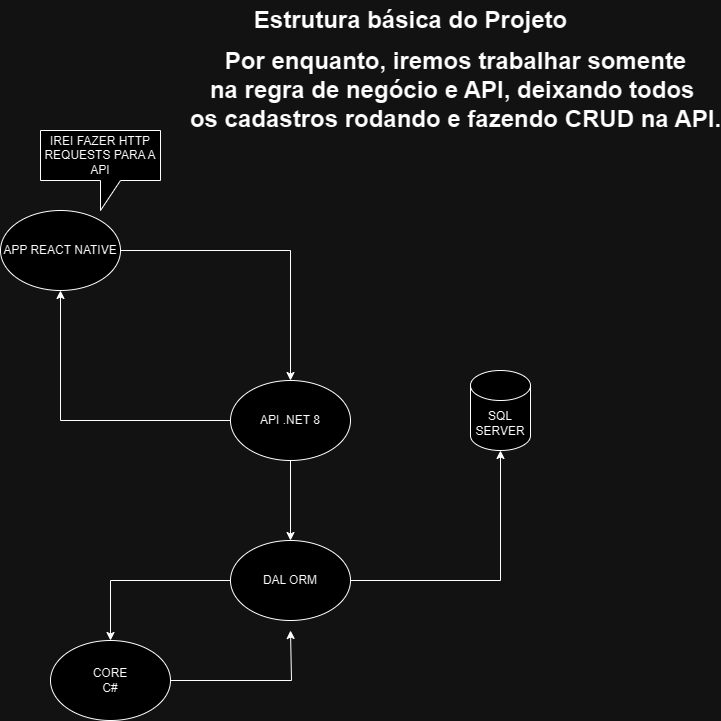 Estrutura básica do Projeto
Por enquanto, iremos trabalhar somente
na regra de negócio e API, deixando todos
os cadastros rodando e fazendo CRUD na API.
IREI FAZER HTTP
REQUESTS PARA A
API
APP REACT NATIVE
API .NET 8
SQL
SERVER
DAL ORM
CORE
C#